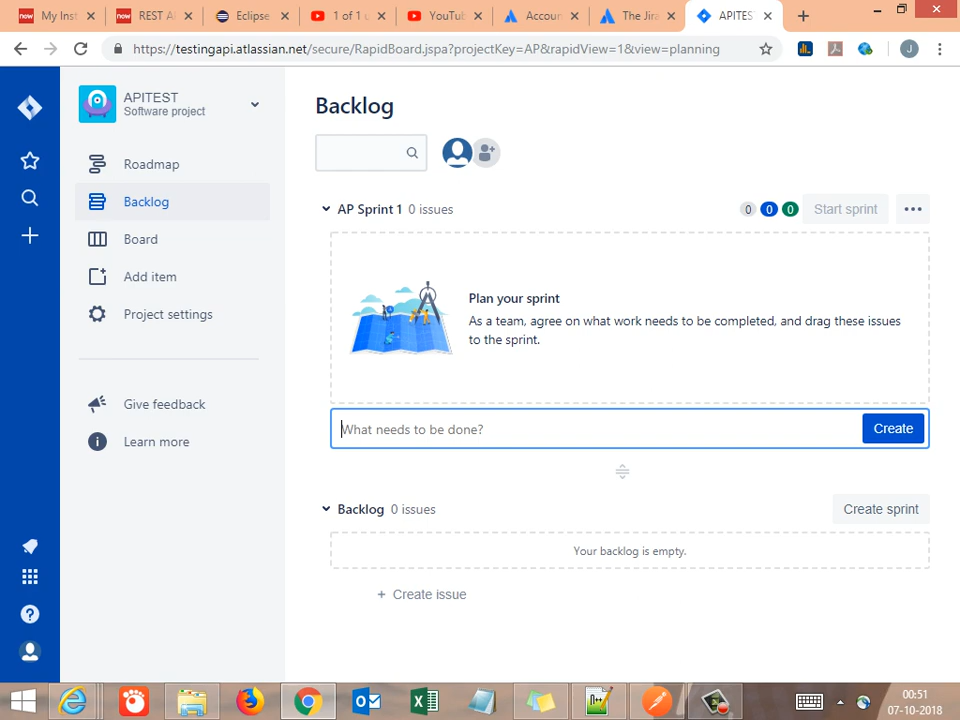 My Inst
REST A
Eclipse
1 of 1 u
YouTub
Accoun
The Jira
APITES
https://testingapi.atlassian.net/secure/RapidBoard.jspa?projectKey=AP&rapidView=1&view=planning
J
APITEST
Software project
Roadmap
Backlog
Board
Add item
Project settings
Give feedback
Learn more
Backlog
AP Sprint 1 0 issues
0 0 0
Start sprint
Plan your sprint
As a team, agree on what work needs to be completed, and drag these issues
to the sprint.
What needs to be done?
Create
Backlog 0 issues
Create sprint
Your backlog is empty.
+ Create issue
00:51
07-10-2018